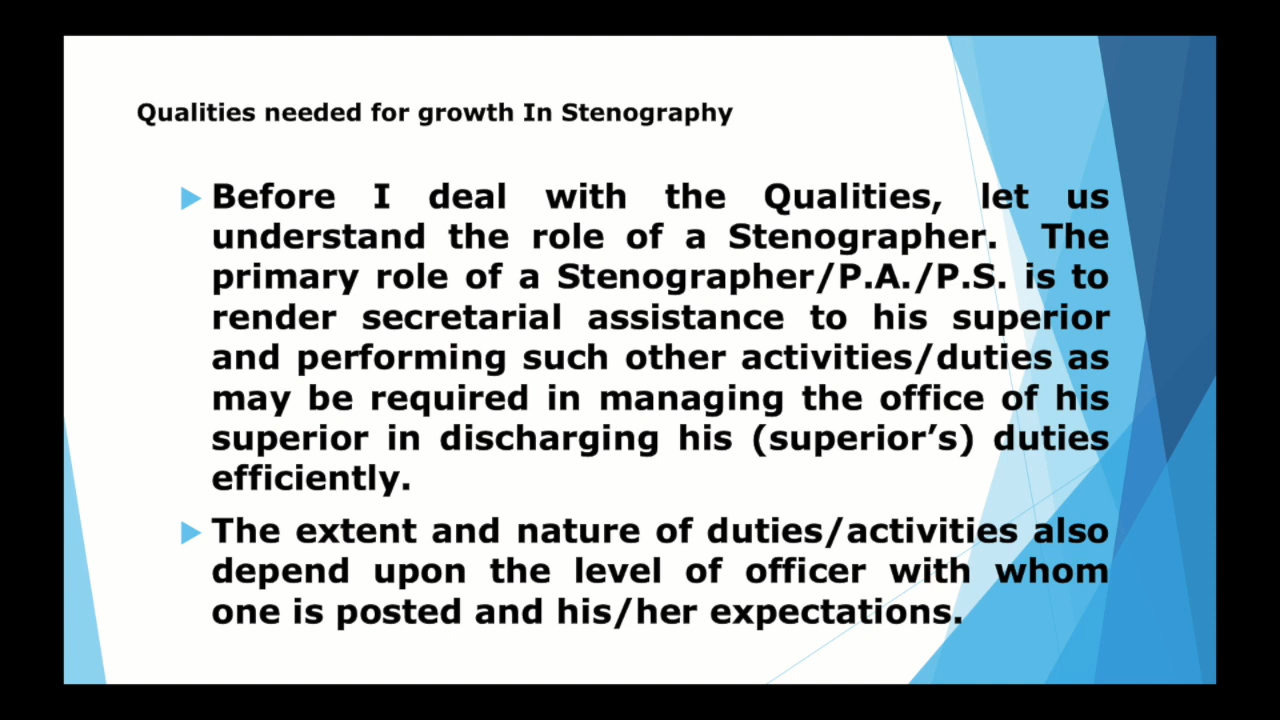 Qualities needed for growth In Stenography
Before I deal with the Qualities, let us
understand the role of a Stenographer. The
primary role of a Stenographer/P.A./P.S. is to
render secretarial assistance to his superior
and performing such other activities/duties as
may be required in managing the office of his
superior in discharging his (superior’s) duties
efficiently.
The extent and nature of duties/activities also
depend upon the level of officer with whom
one is posted and his/her expectations.